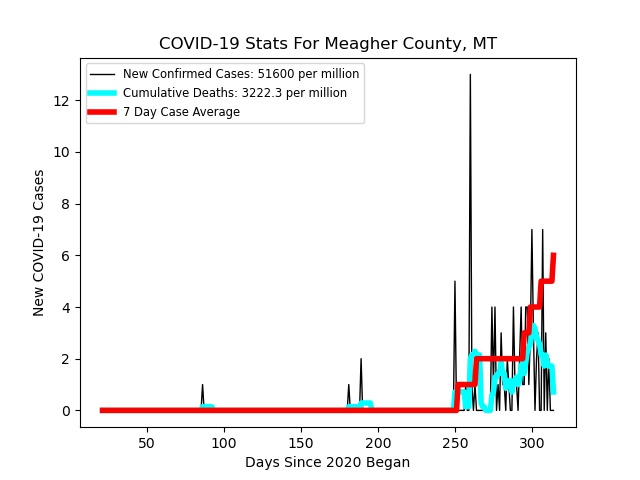 COVID-19 Stats For Meagher County, MT
New Confirmed Cases: 51600 per million
Cumulative Deaths: 3222.3 per million
7 Day Case Average
New COVID-19 Cases
12
10
8
6
4
2
0
50 100 150 200 250 300
Days Since 2020 Began